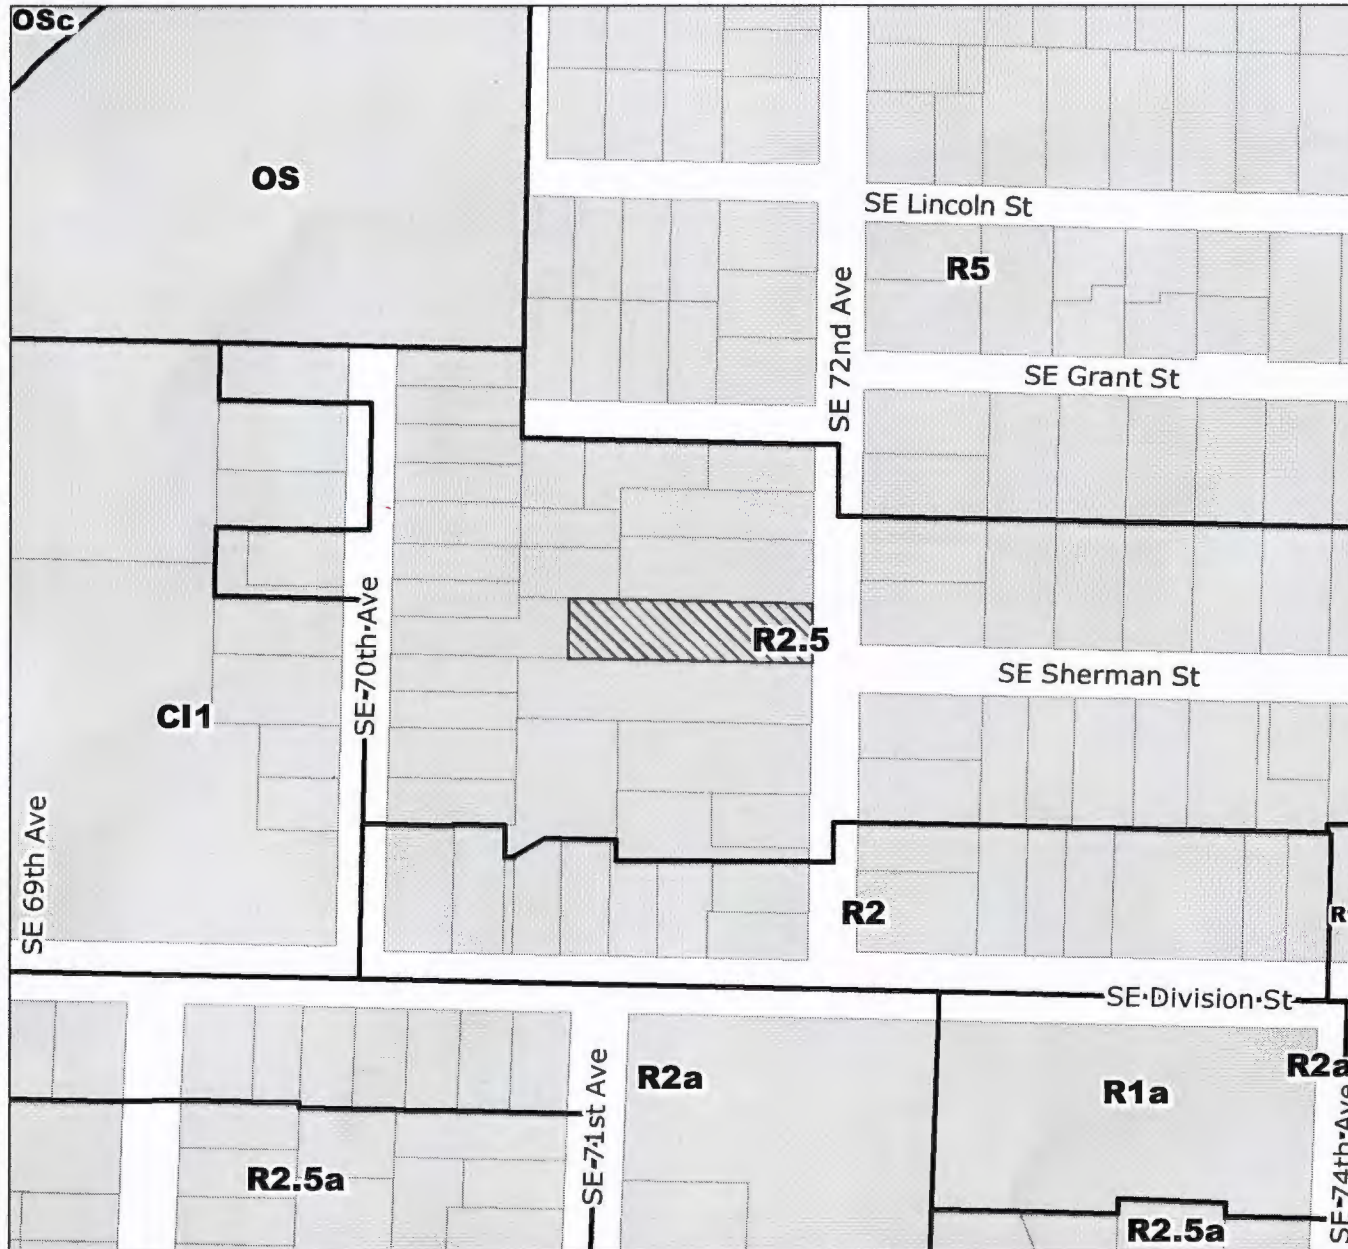 OSc
OS
SE Lincoln St
R5
SE 72nd Ave
SE Grant St
R2.5
SE 70th Ave
SE Sherman St
CI1
SE 69th Ave
R2
SE Division St
R2a
R2a
R1a
SE 71st Ave
SE 74th Ave
R2.5a
R2.5a